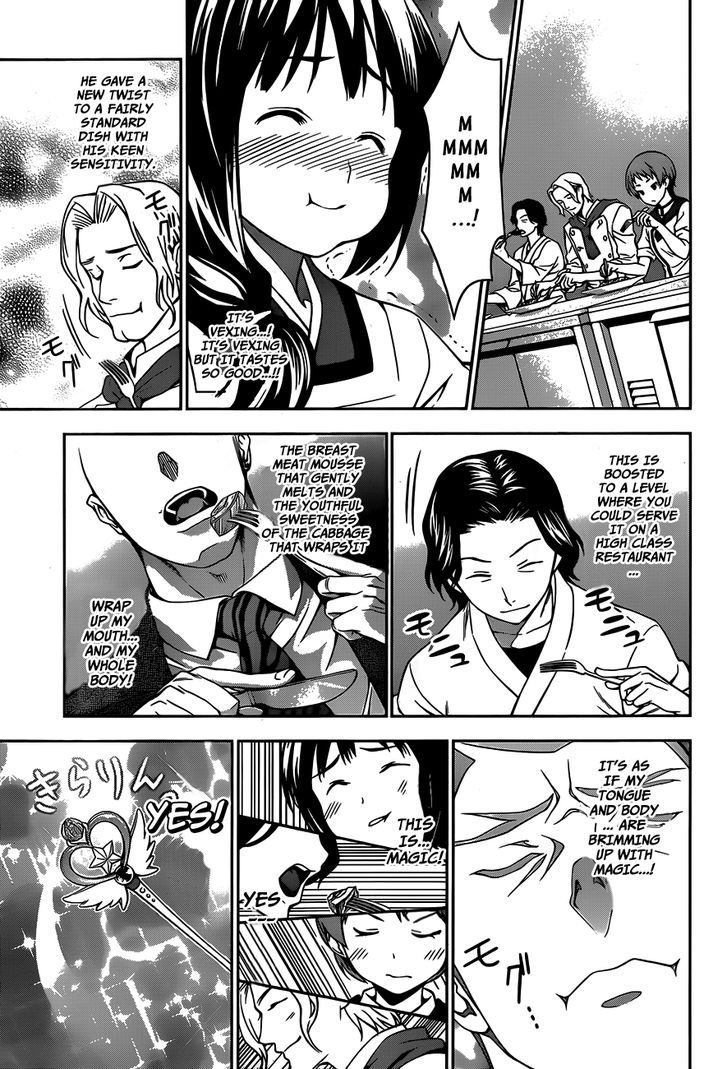 M
MMM
M M
M
...!
IT'S
VEXING...!
IT'S VEXING
BUT IT TASTES
SO GOOD...!!
HE GAVE A
NEW TWIST
TO A FAIRLY
STANDARD
DISH WITH
HIS KEEN
SENSITIVITY.
モグ
モグ
THIS IS
BOOSTED
TO A LEVEL
WHERE YOU
COULD SERVE
IT ON A
HIGH CLASS
RESTAURANT
...
モニュ
モニュ
THE BREAST
MEAT MOUSSE
THAT GENTLY
MELTS AND
THE YOUTHFUL
SWEETNESS
OF THE CABBAGE
THAT WRAPS IT
WRAP
UP MY
MOUTH...
AND MY
WHOLE
BODY!
IT'S AS
IF MY
TONGUE
AND BODY
... ARE
BRIMMING
UP WITH
MAGIC...!
モグ
THIS
IS...
MAGIC!
YES
---
YES!
きらりん